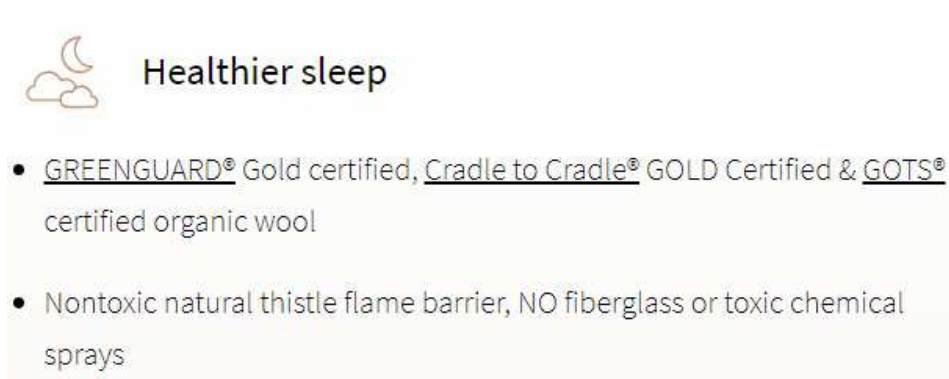 Healthier sleep
• GREENGUARD® Gold certified, Cradle to Cradle® GOLD Certified & GOTS®
certified organic wool
• Nontoxic natural thistle flame barrier, NO fiberglass or toxic chemical
sprays